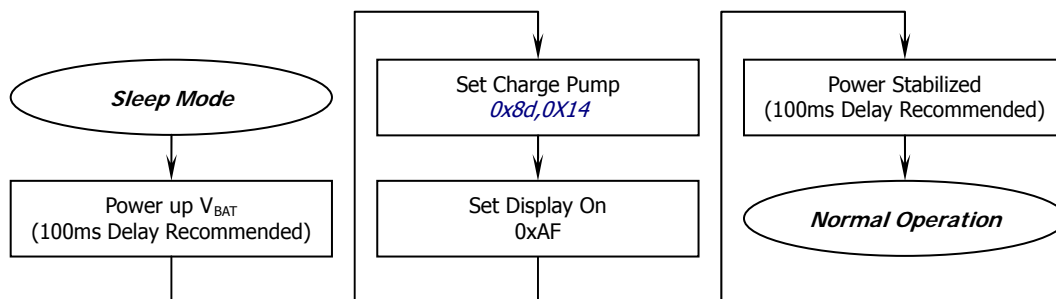 Sleep Mode
Power up VBAT
(100ms Delay Recommended)
Set Charge Pump
0x8d,0X14
Set Display On
0xAF
Power Stabilized
(100ms Delay Recommended)
Normal Operation